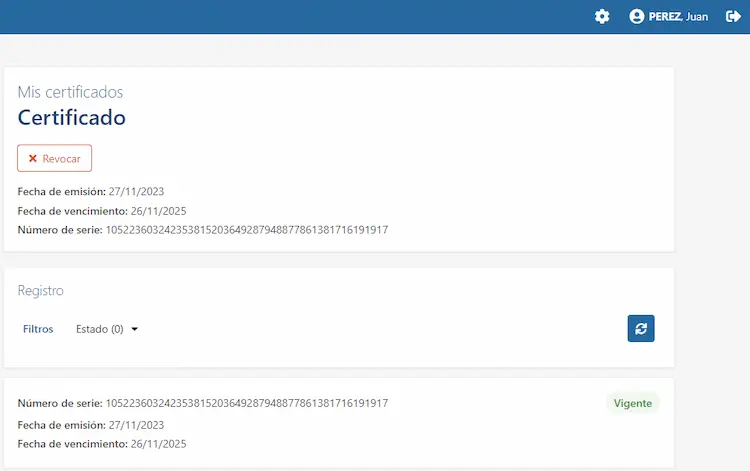 PEREZ, Juan
Mis certificados
Certificado
Revocar
Fecha de emisión: 27/11/2023
Fecha de vencimiento: 26/11/2025
Número de serie: 105223603242353815203649287948877861381716191917
Registro
Filtros Estado (0)
Número de serie: 105223603242353815203649287948877861381716191917 Vigente
Fecha de emisión: 27/11/2023
Fecha de vencimiento: 26/11/2025